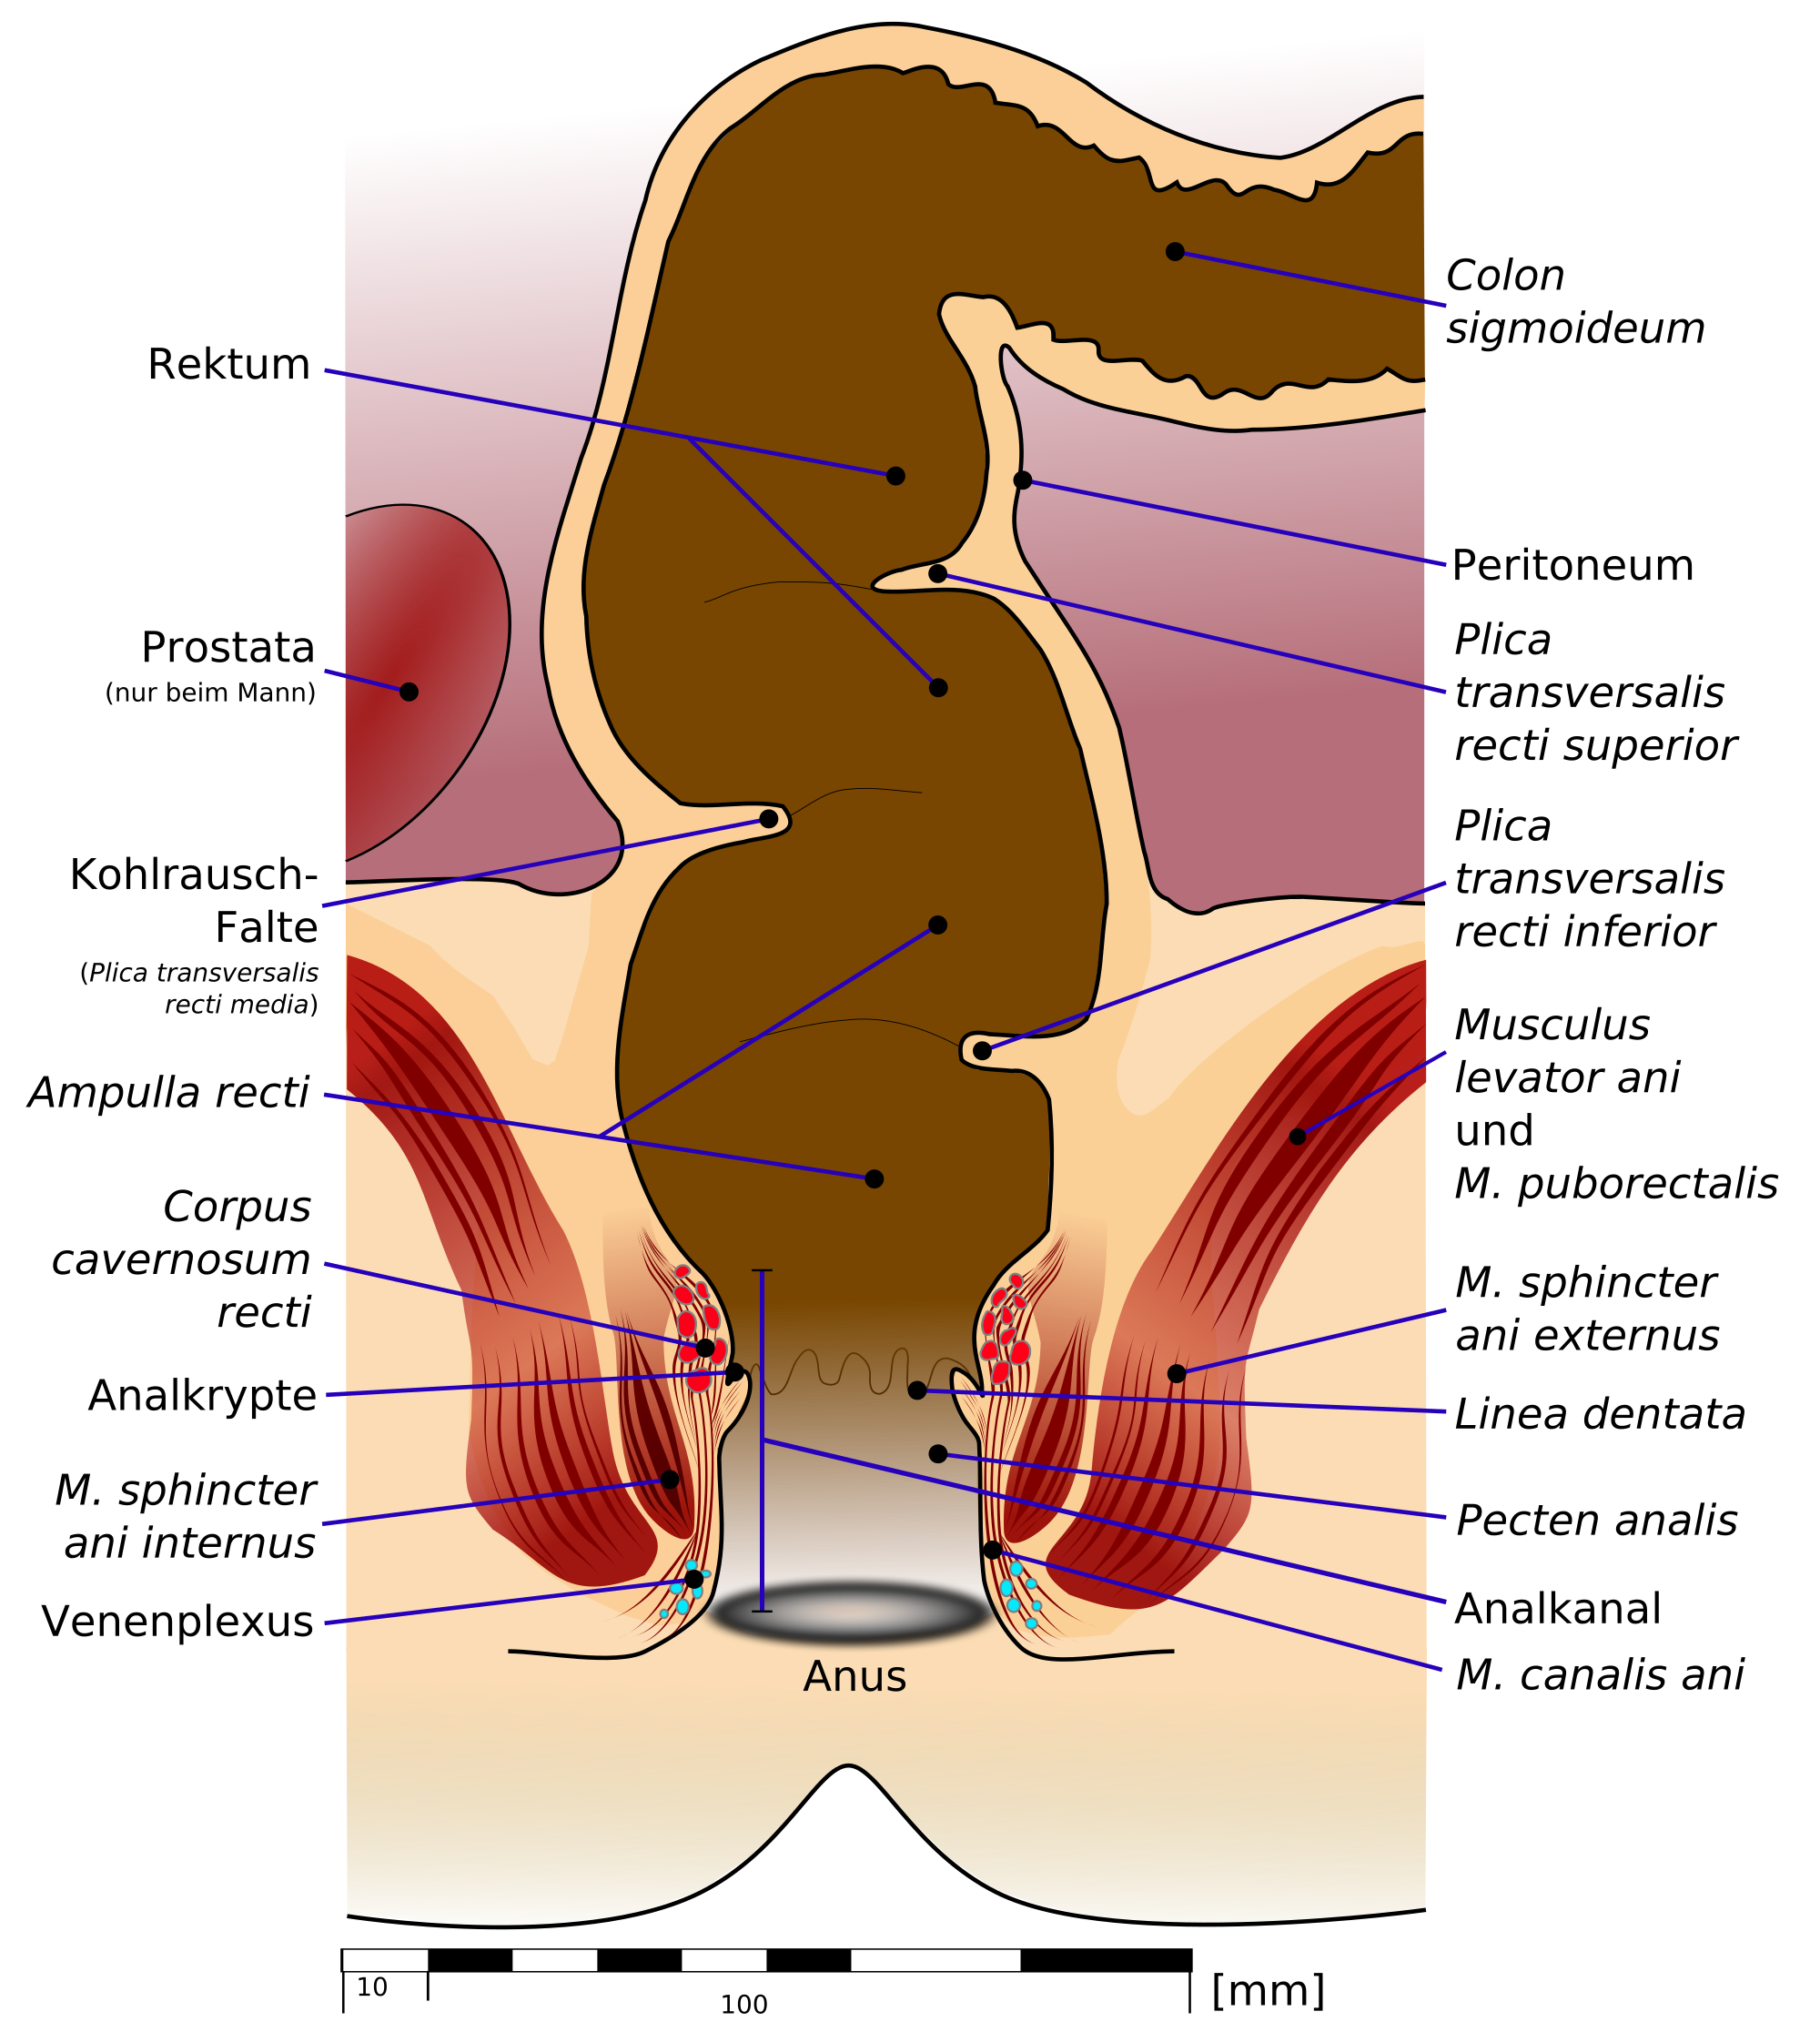 Rektum
Prostata
(nur beim Mann)
Kohlrausch-
Falte
(Plica transversalis
recti media)
Ampulla recti
Corpus
cavernosum
recti
Analkrypte
M. sphincter
ani internus
Venenplexus
Colon
sigmoideum
Peritoneum
Plica
transversalis
recti superior
Plica
transversalis
recti inferior
Musculus
levator ani
und
M. puborectalis
M. sphincter
ani externus
Linea dentata
Pecten analis
Analkanal
M. canalis ani
Anus
10
100
[mm]